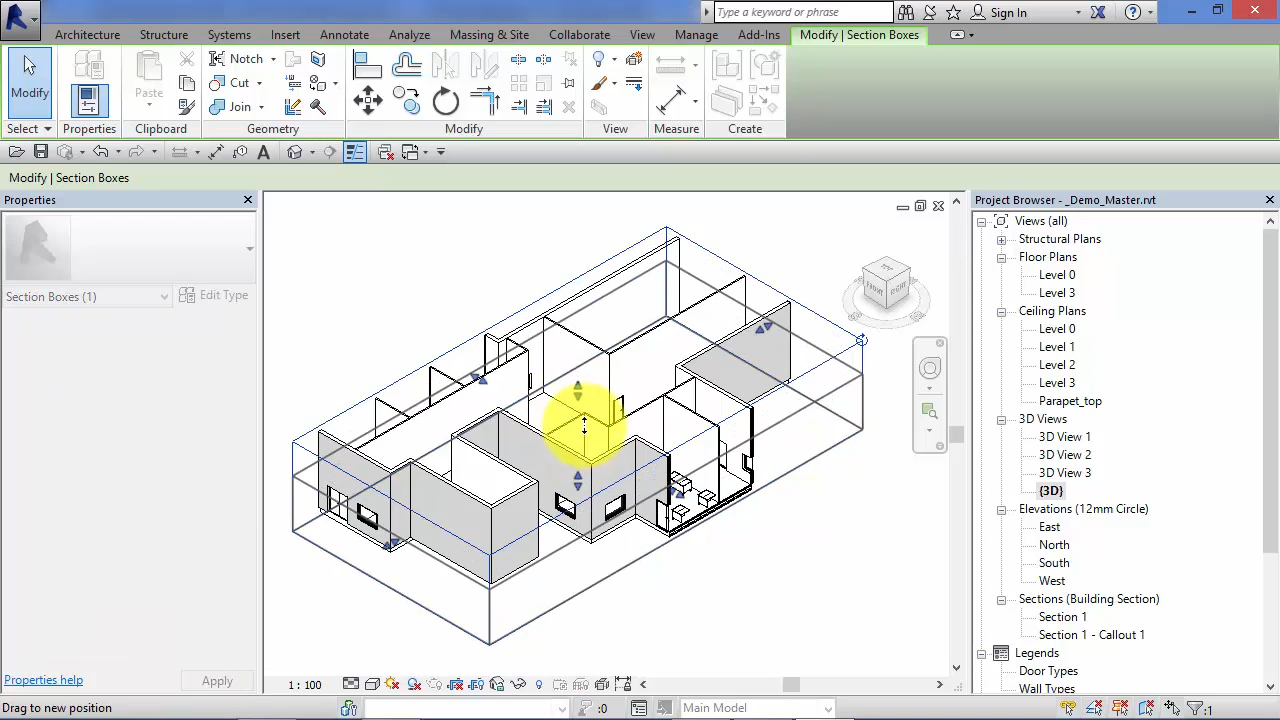 Type a keyword or phrase
Sign In
Architecture Structure Systems Insert Annotate Analyze Massing & Site Collaborate View Manage Add-Ins Modify | Section Boxes
Modify
Paste
Notch
Cut
Join
Select Properties Clipboard Geometry Modify View Measure Create
Modify | Section Boxes
Properties
Section Boxes (1)
Edit Type
Properties help
Apply
FRONT
RIGHT
1 : 100
Project Browser - _Demo_Master.rvt
Views (all)
Structural Plans
Floor Plans
Level 0
Level 3
Ceiling Plans
Level 0
Level 1
Level 2
Level 3
Parapet_top
3D Views
3D View 1
3D View 2
3D View 3
{3D}
Elevations (12mm Circle)
East
North
South
West
Sections (Building Section)
Section 1
Section 1 - Callout 1
Legends
Door Types
Wall Types
Drag to new position
:0
Main Model
:1